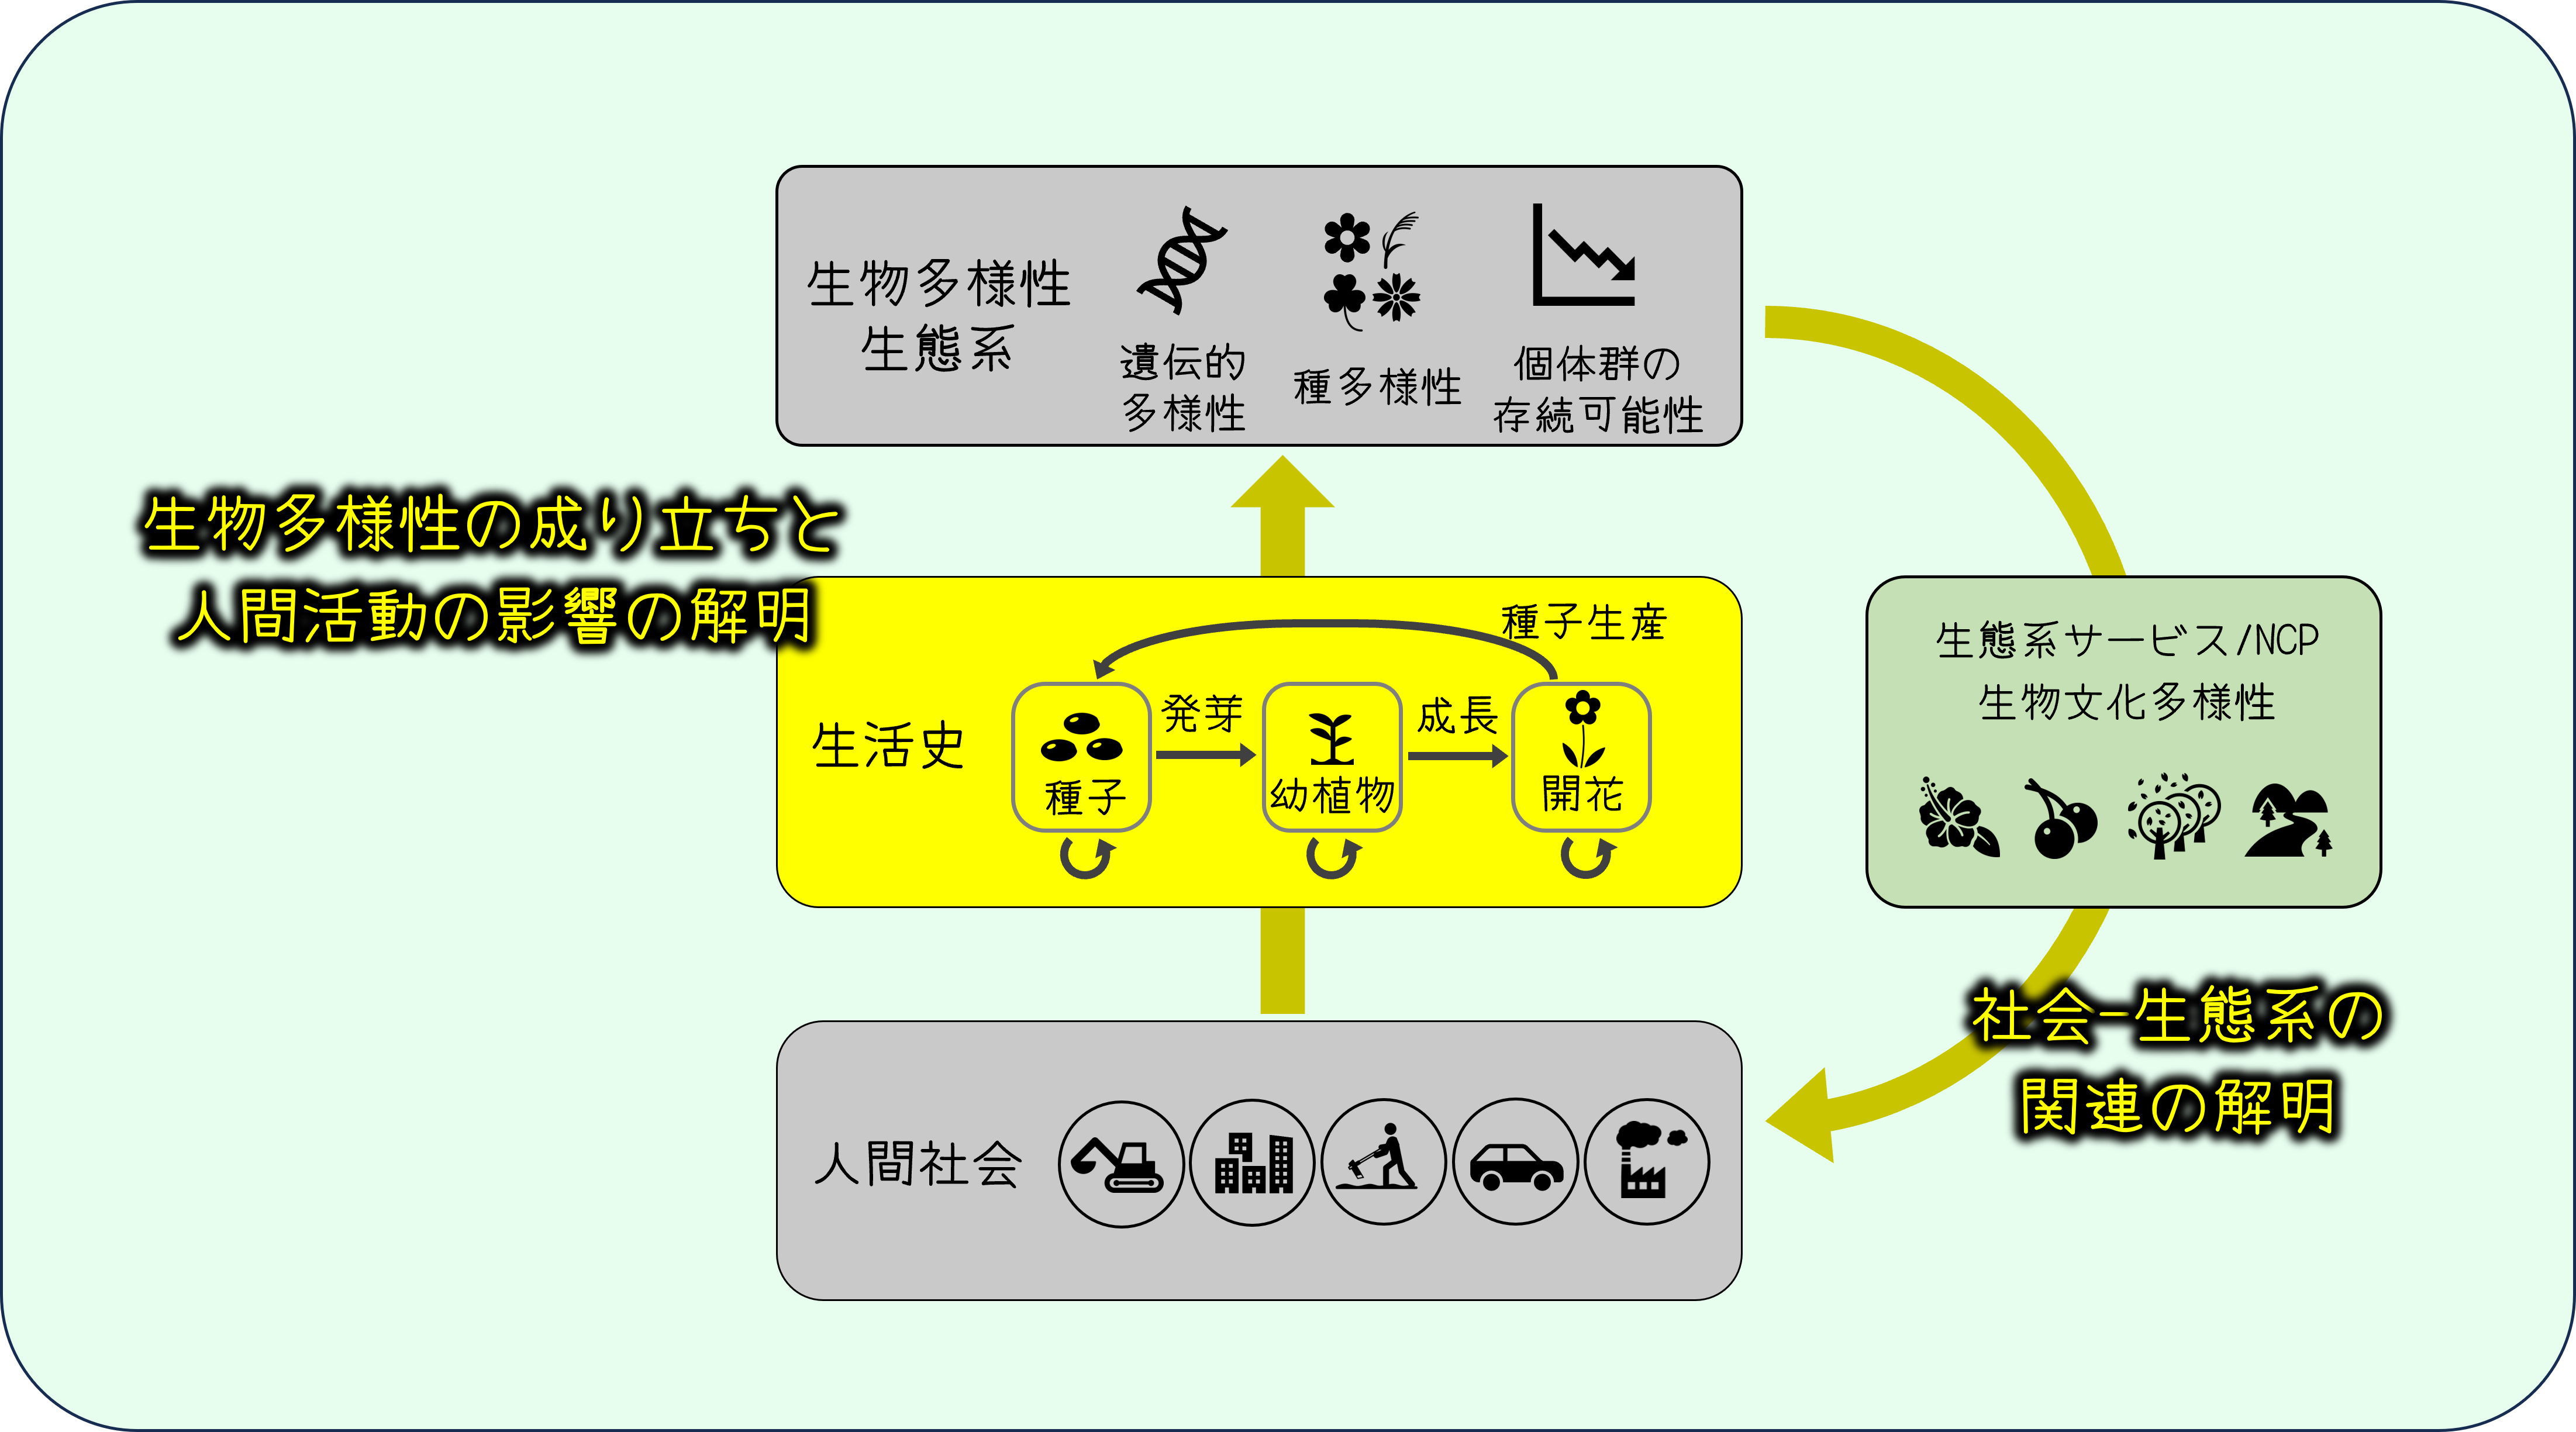 生物多様性
生態系
遺伝的
多様性
種多様性
個体群の
存続可能性
生物多様性の成り立ちと
人間活動の影響の解明
種子生産
生活史
種子
発芽
幼植物
成長
開花
生態系サービス/NCP
生物文化多様性
社会-生態系の
関連の解明
人間社会